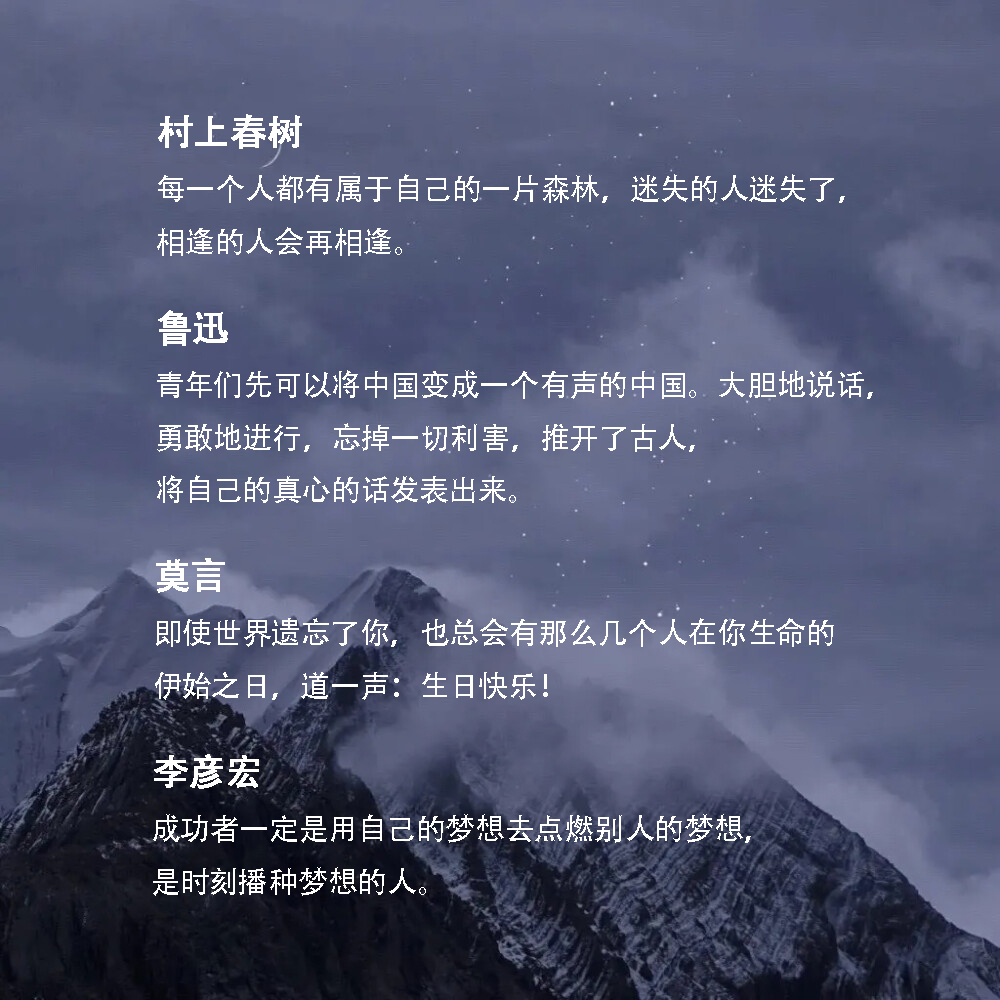 村上春树
每一个人都有属于自己的一片森林，迷失的人迷失了，
相逢的人会再相逢。
鲁迅
青年们先可以将中国变成一个有声的中国。大胆地说话，
勇敢地进行，忘掉一切利害，推开了古人，
将自己的真心的话发表出来。
莫言
即使世界遗忘了你，也总会有那么几个人在你生命的
伊始之日，道一声：生日快乐！
李彦宏
成功者一定是用自己的梦想去点燃别人的梦想，
是时刻播种梦想的人。